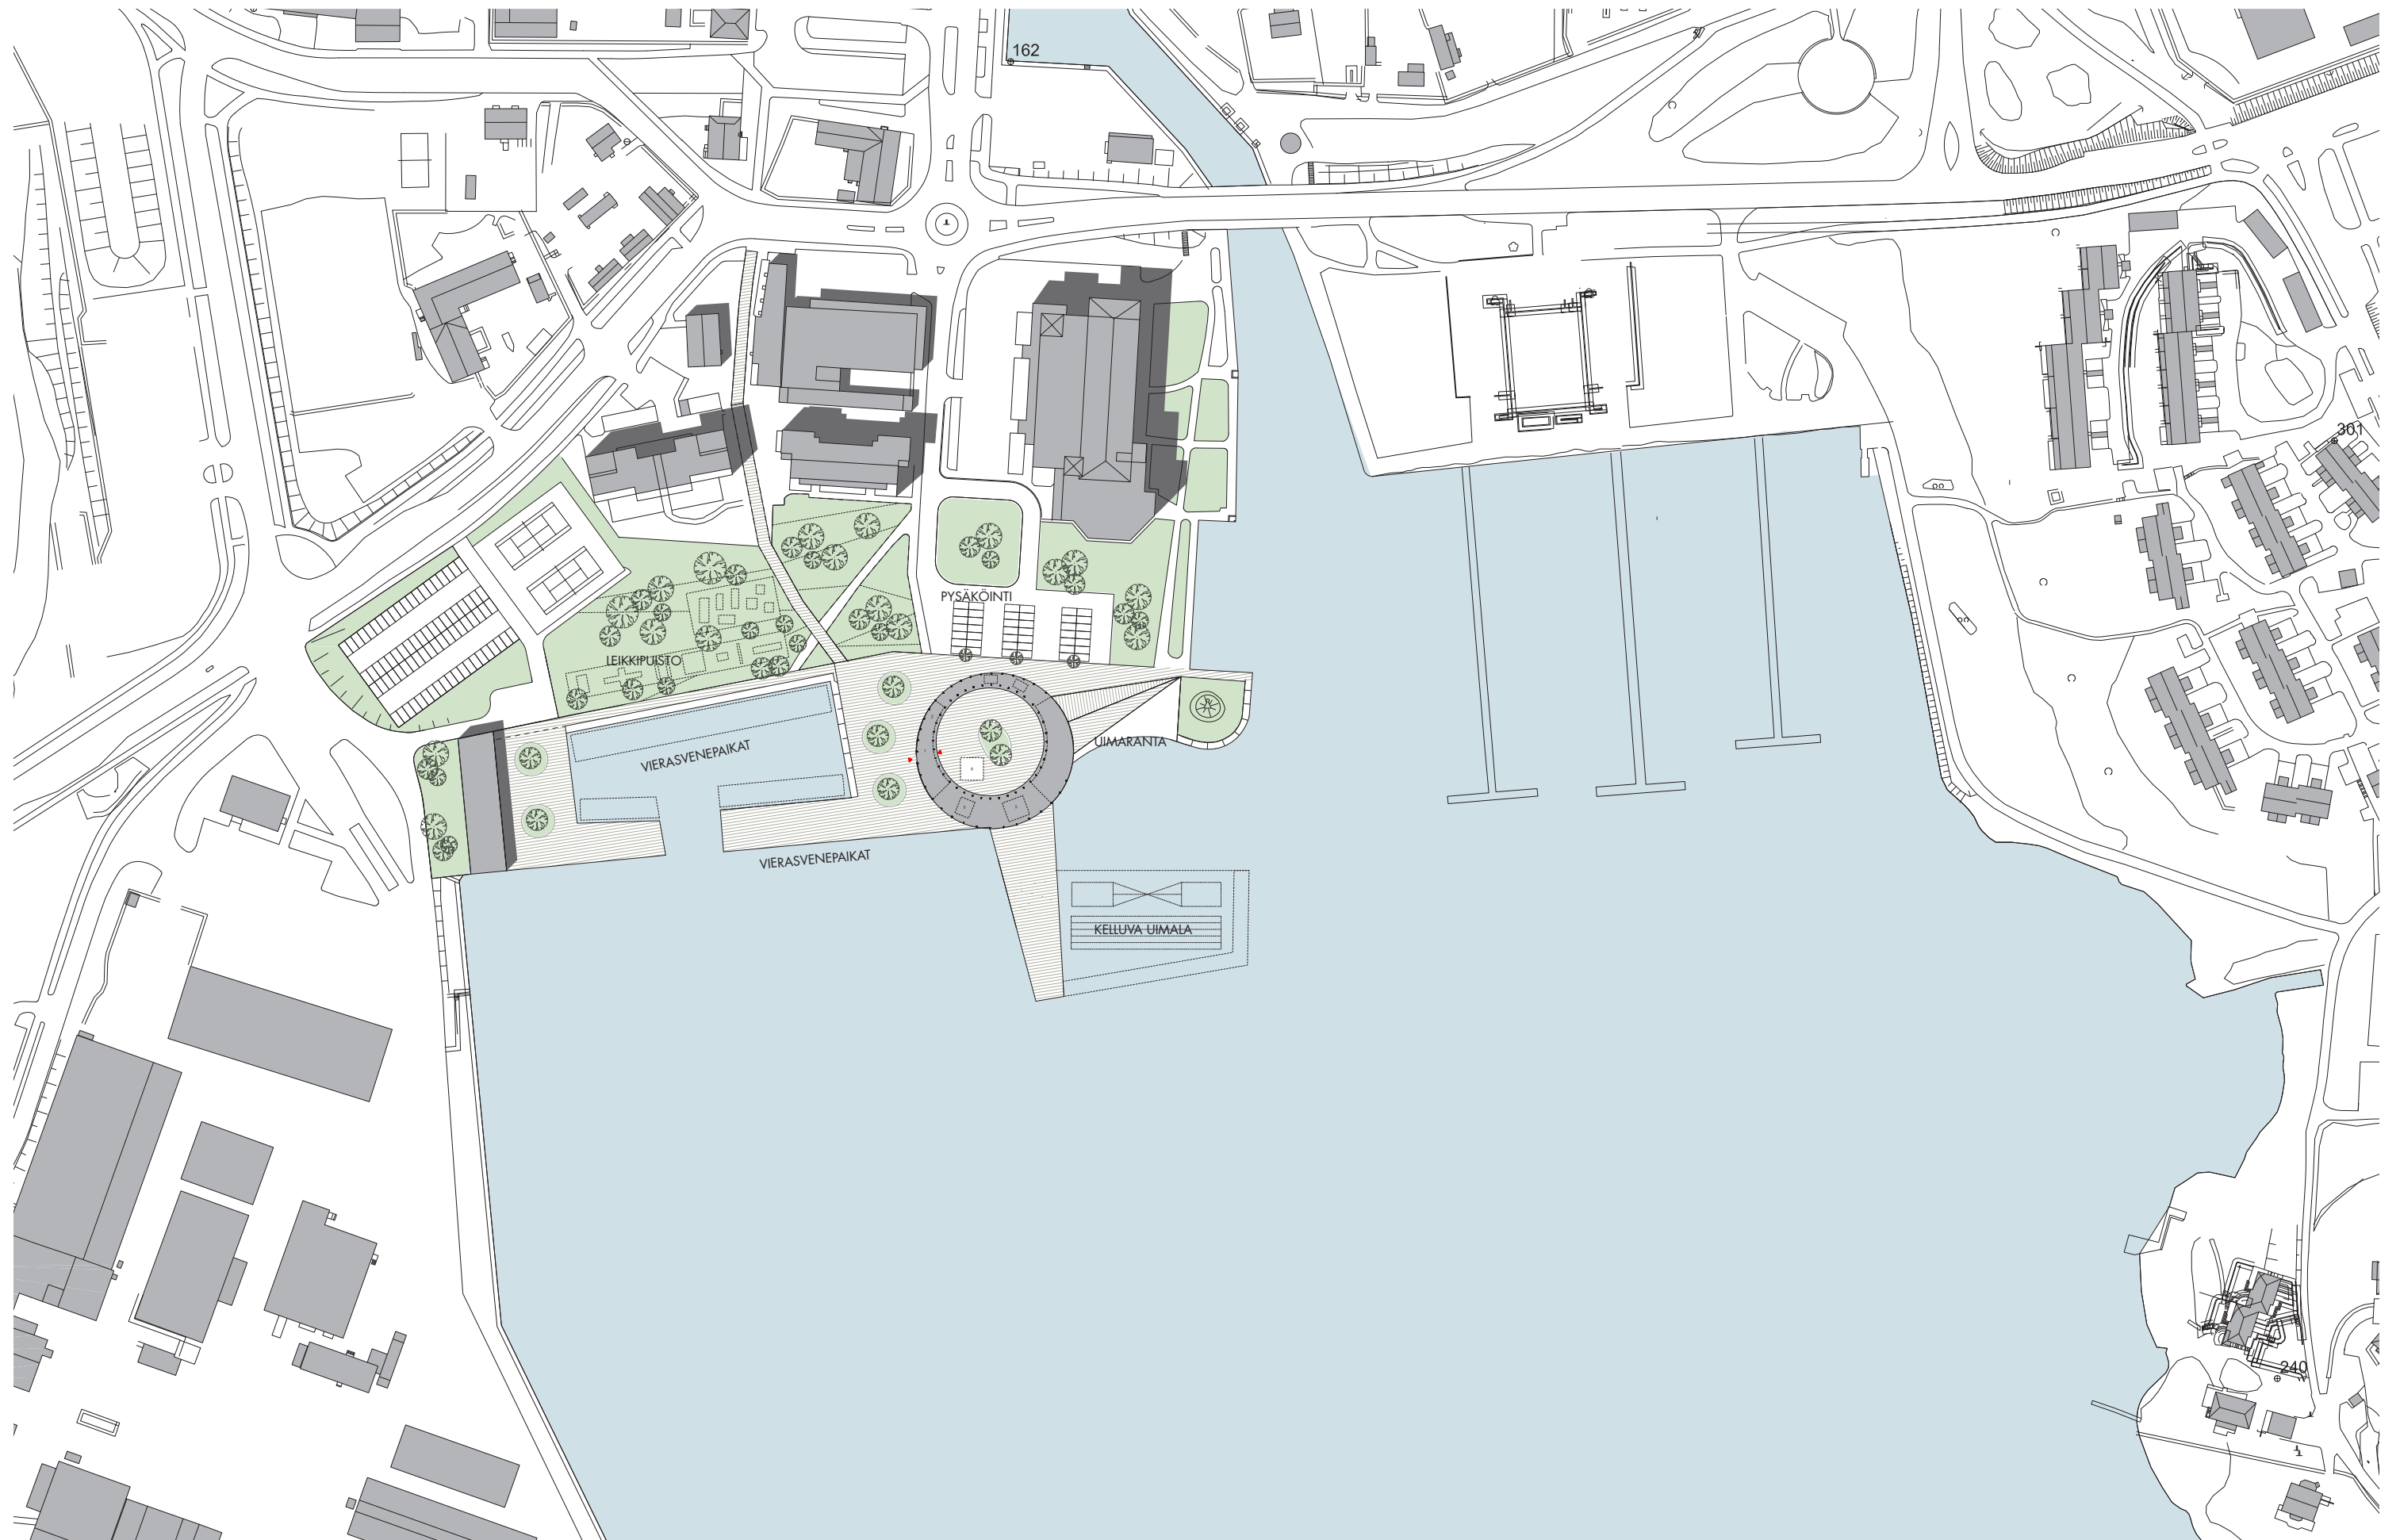 162
301
PYSÄKÖINTI
LEIKKIPUISTO
UIMARANTA
VIERASVENEPAIKAT
VIERASVENEPAIKAT
KELLUVA UIMALA
240